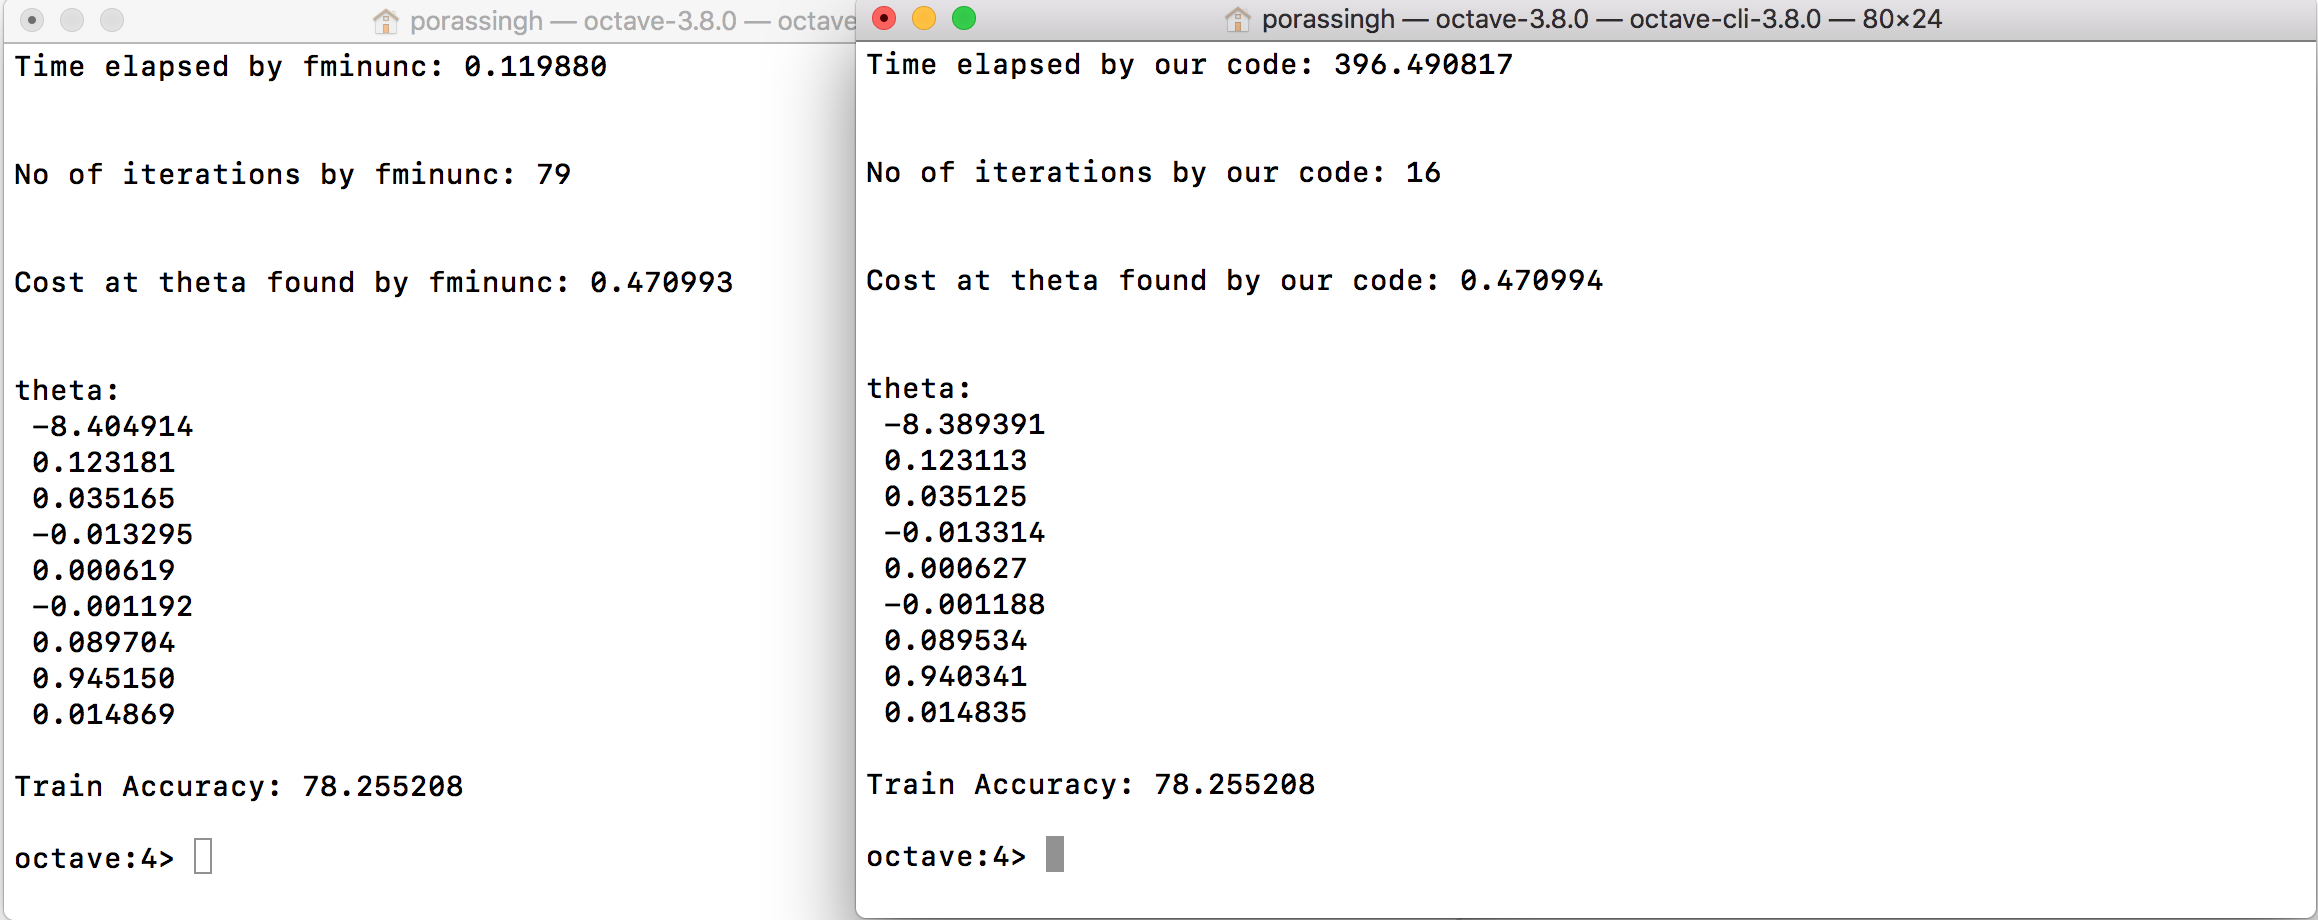 porassingh — octave-3.8.0 — octave
Time elapsed by fminunc: 0.119880
No of iterations by fminunc: 79
Cost at theta found by fminunc: 0.470993
theta:
-8.404914
0.123181
0.035165
-0.013295
0.000619
-0.001192
0.089704
0.945150
0.014869
Train Accuracy: 78.255208
octave:4>
porassingh — octave-3.8.0 — octave-cli-3.8.0 — 80×24
Time elapsed by our code: 396.490817
No of iterations by our code: 16
Cost at theta found by our code: 0.470994
theta:
-8.389391
0.123113
0.035125
-0.013314
0.000627
-0.001188
0.089534
0.940341
0.014835
Train Accuracy: 78.255208
octave:4>